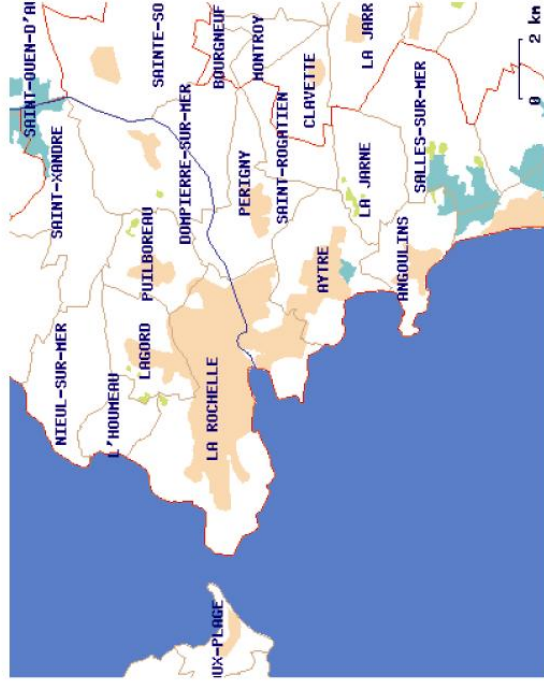 SAINT-OUEN-D'AU
NIEUL-SUR-MER
SAINT-XANDRE
L'HOUMEAU
LAGORD
PUILBOREAU
SAINTE-SO
DOMPIERRE-SUR-MER
UX-PLAGE
LA ROCHELLE
BOURGNEUF
PERIGNY
MONTROY
SAINT-ROGATIEN
CLAVETTE
AYTRE
LA JARNE
LA JARR
ANGOULINS
SALLES-SUR-MER
0 2 km